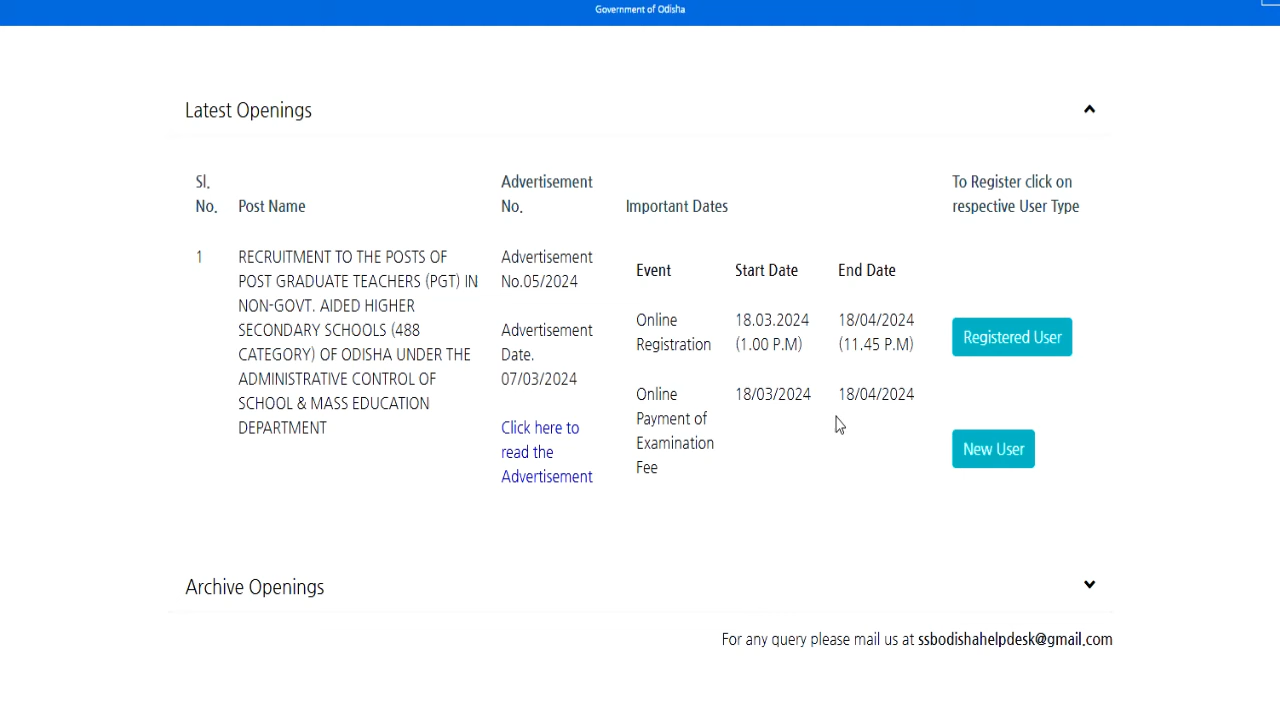 Government of Odisha
Latest Openings
Sl. No.
Post Name
Advertisement No.
Important Dates
To Register click on
respective User Type
1
RECRUITMENT TO THE POSTS OF
POST GRADUATE TEACHERS (PGT) IN
NON-GOVT. AIDED HIGHER
SECONDARY SCHOOLS (488
CATEGORY) OF ODISHA UNDER THE
ADMINISTRATIVE CONTROL OF
SCHOOL & MASS EDUCATION
DEPARTMENT
Advertisement
No.05/2024
Advertisement
Date.
07/03/2024
Click here to
read the
Advertisement
Event Start Date End Date
Online Registration 18.03.2024 (1.00 P.M) 18/04/2024 (11.45 P.M)
Online Payment of Examination Fee 18/03/2024 18/04/2024
Registered User
New User
Archive Openings
For any query please mail us at ssbodishahelpdesk@gmail.com